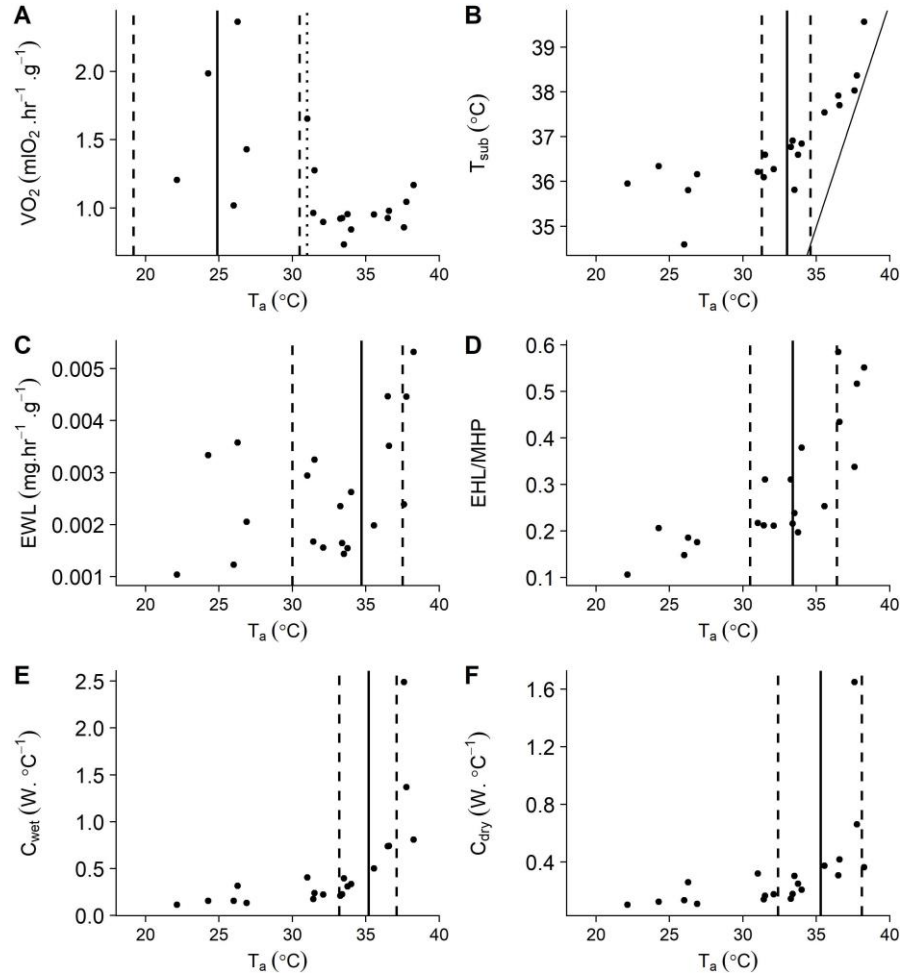 A
VO₂ (mlO₂ .hr⁻¹ .g⁻¹)
2.0
1.5
1.0
20 25 30 35 40
Tₐ (°C)
B
T_sub (°C)
39
38
37
36
35
20 25 30 35 40
Tₐ (°C)
C
EWL (mg.hr⁻¹ .g⁻¹)
0.005
0.004
0.003
0.002
0.001
20 25 30 35 40
Tₐ (°C)
D
EHL/MHP
0.6
0.5
0.4
0.3
0.2
0.1
20 25 30 35 40
Tₐ (°C)
E
C_wet (W. °C⁻¹)
2.5
2.0
1.5
1.0
0.5
0.0
20 25 30 35 40
Tₐ (°C)
F
C_dry (W. °C⁻¹)
1.6
1.2
0.8
0.4
20 25 30 35 40
Tₐ (°C)